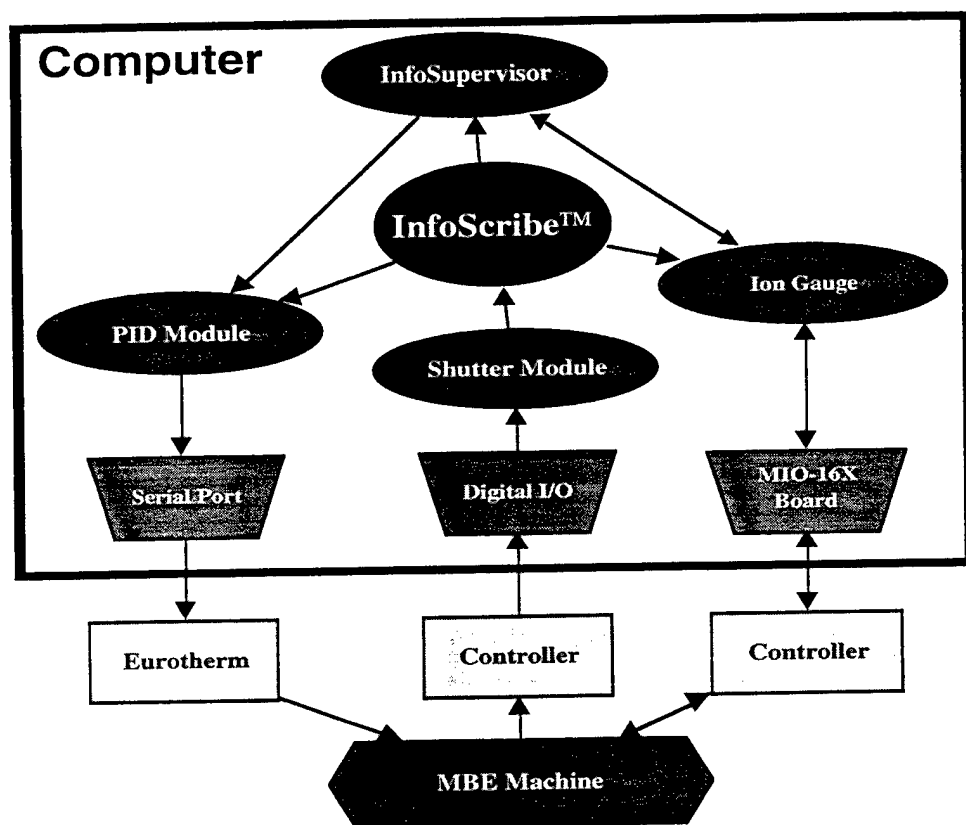 Computer
InfoSupervisor
InfoScribe™
Ion Gauge
PID Module
Shutter Module
Serial Port
Digital I/O
MIO-16X
Board
Eurotherm
Controller
Controller
MBE Machine